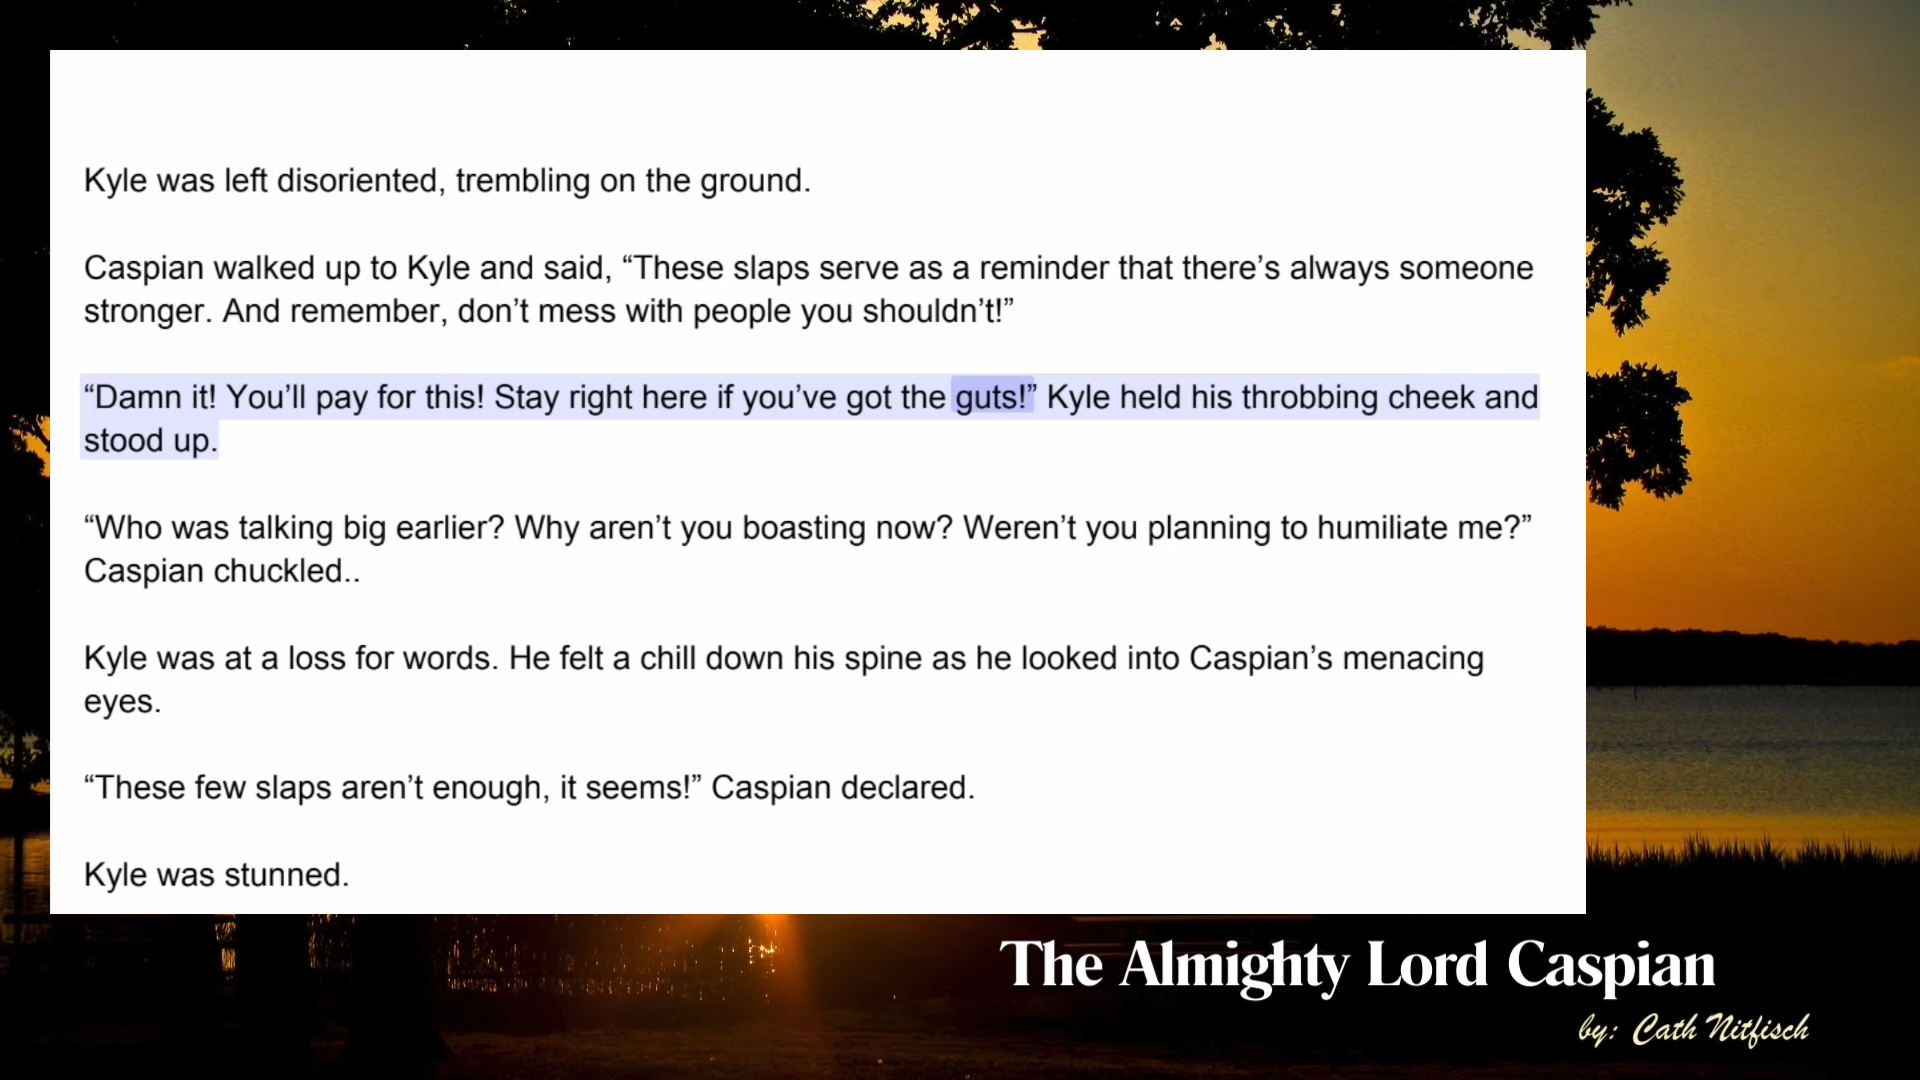 Kyle was left disoriented, trembling on the ground.
Caspian walked up to Kyle and said, “These slaps serve as a reminder that there’s always someone
stronger. And remember, don’t mess with people you shouldn’t!”
“Damn it! You’ll pay for this! Stay right here if you’ve got the guts!” Kyle held his throbbing cheek and
stood up.
“Who was talking big earlier? Why aren’t you boasting now? Weren’t you planning to humiliate me?”
Caspian chuckled..
Kyle was at a loss for words. He felt a chill down his spine as he looked into Caspian’s menacing
eyes.
“These few slaps aren’t enough, it seems!” Caspian declared.
Kyle was stunned.
The Almighty Lord Caspian
by: Cath Nitfisch